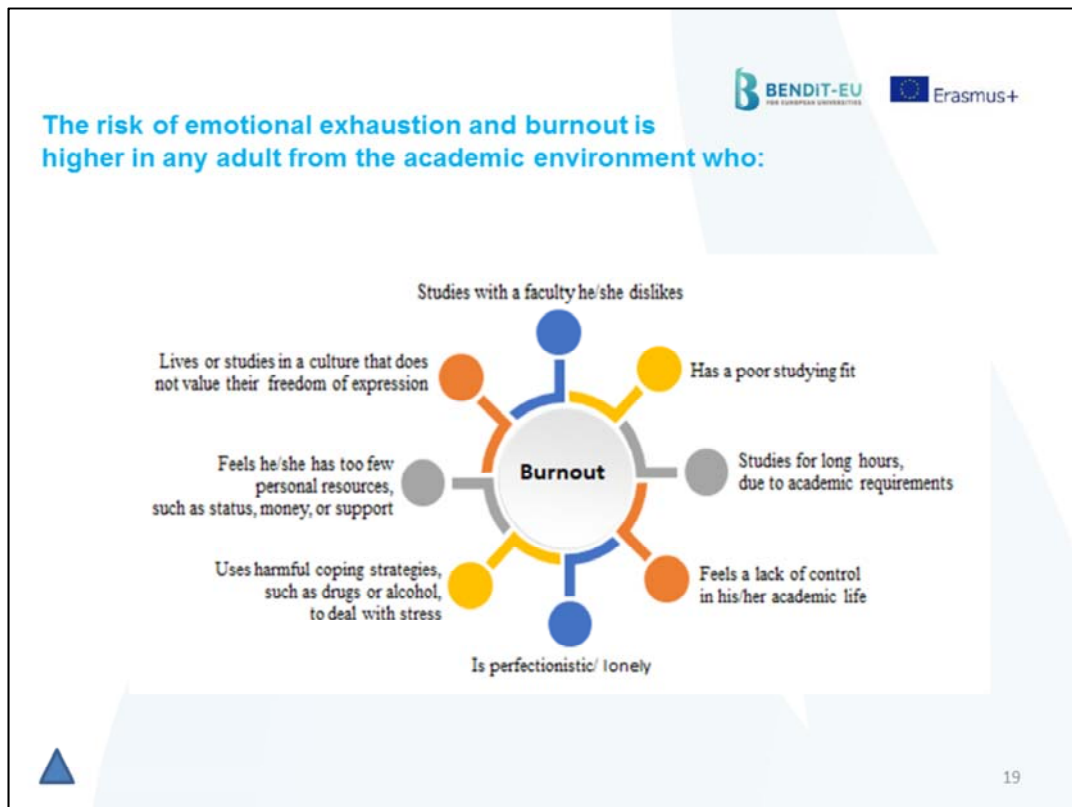 BENDIT-EU
FOR EUROPEAN UNIVERSITIES
Erasmus+
The risk of emotional exhaustion and burnout is
higher in any adult from the academic environment who:
Studies with a faculty he/she dislikes
Has a poor studying fit
Studies for long hours,
due to academic requirements
Feels a lack of control
in his/her academic life
Is perfectionistic/ lonely
Uses harmful coping strategies,
such as drugs or alcohol,
to deal with stress
Feels he/she has too few
personal resources,
such as status, money, or support
Lives or studies in a culture that does
not value their freedom of expression
Burnout
19